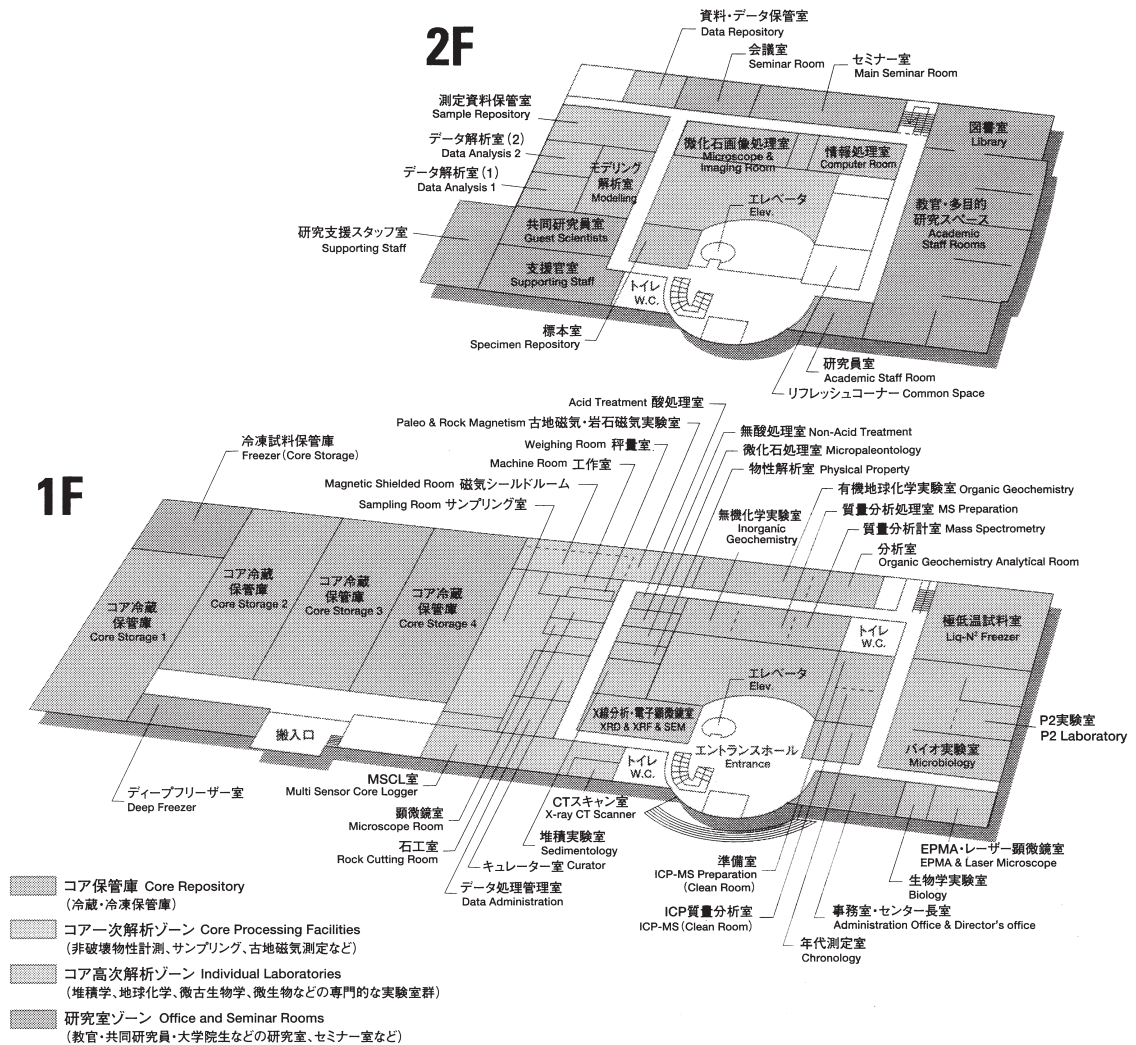 2F
資料・データ保管室
Data Repository
会議室
Seminar Room
セミナー室
Main Seminar Room
測定資料保管室
Sample Repository
データ解析室(2)
Data Analysis 2
データ解析室(1)
Data Analysis 1
モデリング
解析室
Modelling
微化石画像処理室
Microscope &
Imaging Room
情報処理室
Computer Room
図書室
Library
エレベータ
Elev.
教官・多目的
研究スペース
Academic
Staff Rooms
研究支援スタッフ室
Supporting Staff
共同研究員室
Guest Scientists
支援官室
Supporting Staff
トイレ
W.C.
標本室
Specimen Repository
研究員室
Academic Staff Room
リフレッシュコーナー Common Space
1F
冷凍試料保管庫
Freezer (Core Storage)
Acid Treatment 酸処理室
Paleo & Rock Magnetism 古地磁気・岩石磁気実験室
Weighing Room 秤量室
Machine Room 工作室
Magnetic Shielded Room 磁気シールドルーム
Sampling Room サンプリング室
無酸処理室 Non-Acid Treatment
微化石処理室 Micropaleontology
物性解析室 Physical Property
有機地球化学実験室 Organic Geochemistry
質量分析処理室 MS Preparation
質量分析計室 Mass Spectrometry
分析室
Organic Geochemistry Analytical Room
無機化学実験室
Inorganic
Geochemistry
コア冷蔵
保管庫
Core Storage 1
コア冷蔵
保管庫
Core Storage 2
コア冷蔵
保管庫
Core Storage 3
コア冷蔵
保管庫
Core Storage 4
トイレ
W.C.
極低温試料室
Liq-N² Freezer
エレベータ
Elev.
X線分析・電子顕微鏡室
XRD & XRF & SEM
エントランスホール
Entrance
P2実験室
P2 Laboratory
バイオ実験室
Microbiology
搬入口
トイレ
W.C.
ディープフリーザー室
Deep Freezer
MSCL室
Multi Sensor Core Logger
顕微鏡室
Microscope Room
石工室
Rock Cutting Room
CTスキャン室
X-ray CT Scanner
堆積実験室
Sedimentology
キュレーター室 Curator
データ処理管理室
Data Administration
準備室
ICP-MS Preparation
(Clean Room)
ICP質量分析室
ICP-MS (Clean Room)
EPMA・レーザー顕微鏡室
EPMA & Laser Microscope
生物学実験室
Biology
事務室・センター長室
Administration Office & Director's office
年代測定室
Chronology
コア保管庫 Core Repository
(冷蔵・冷凍保管庫)
コア一次解析ゾーン Core Processing Facilities
(非破壊物性計測、サンプリング、古地磁気測定など)
コア高次解析ゾーン Individual Laboratories
(堆積学、地球化学、微古生物学、微生物などの専門的な実験室群)
研究室ゾーン Office and Seminar Rooms
(教官・共同研究員・大学院生などの研究室、セミナー室など)